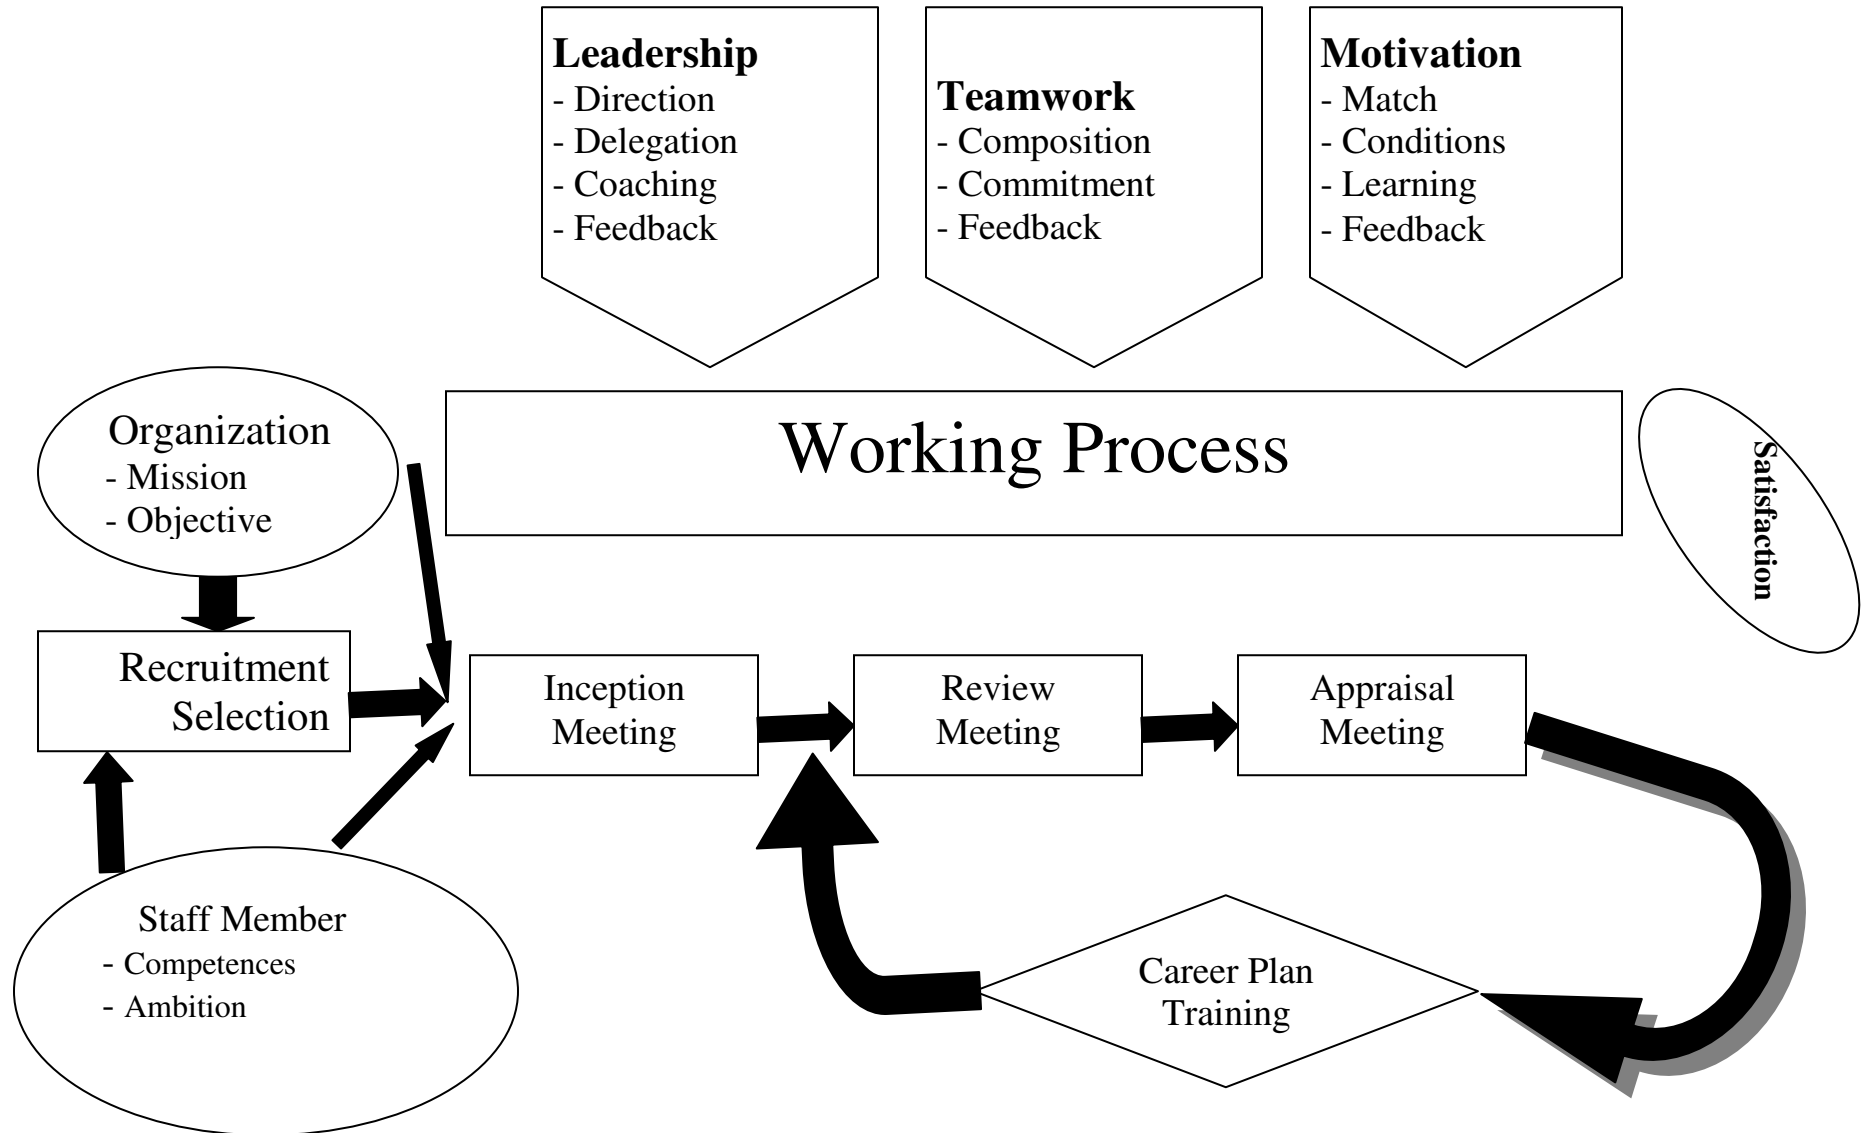 Leadership
- Direction
- Delegation
- Coaching
- Feedback
Teamwork
- Composition
- Commitment
- Feedback
Motivation
- Match
- Conditions
- Learning
- Feedback
Working Process
Satisfaction
Organization
- Mission
- Objective
Recruitment
Selection
Inception
Meeting
Review
Meeting
Appraisal
Meeting
Staff Member
- Competences
- Ambition
Career Plan
Training